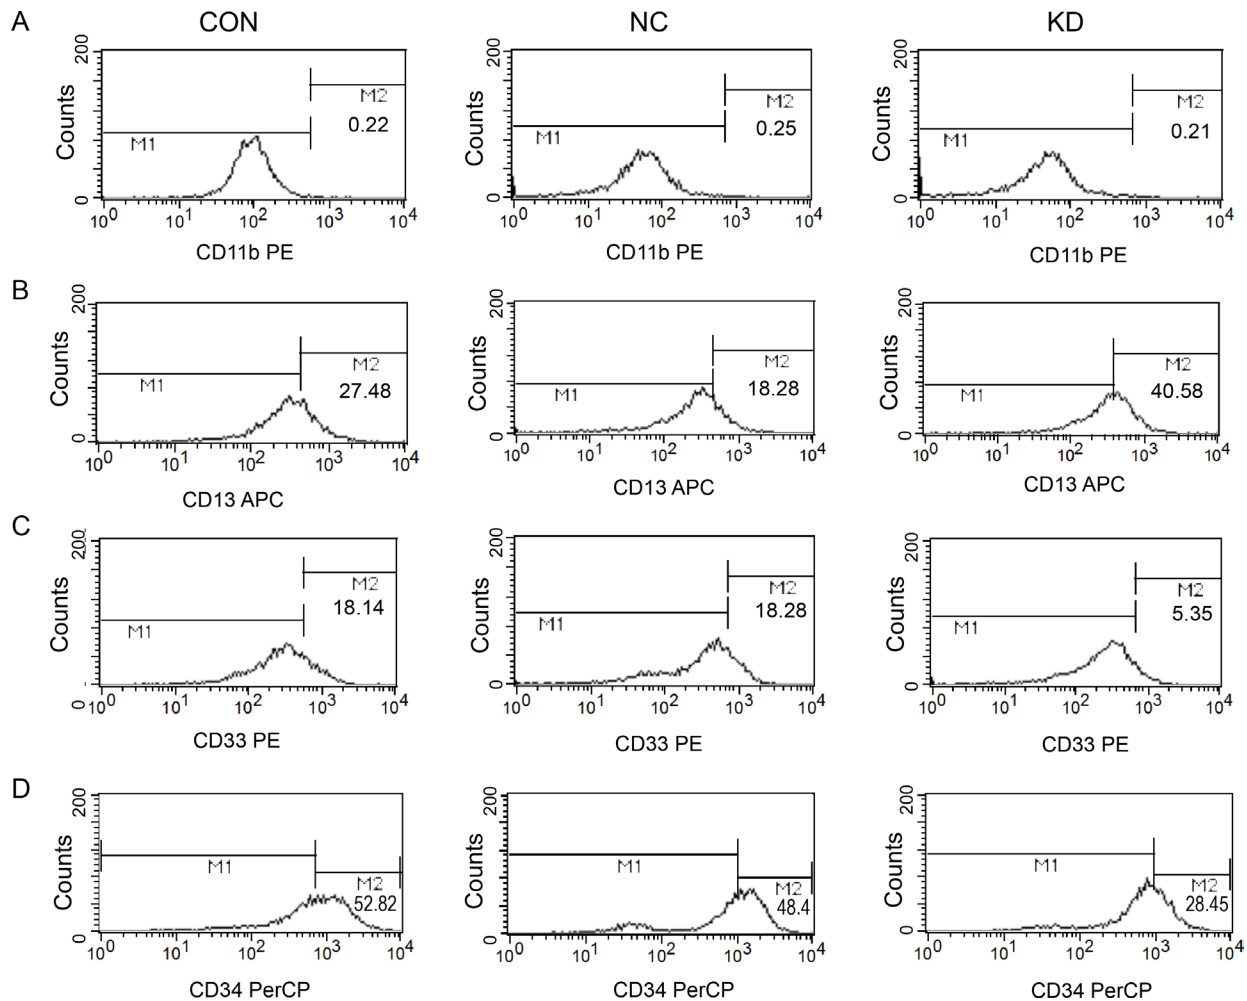 A CON NC KD
200 200 200
Counts Counts Counts
M2 M2 M2
0.22 0.25 0.21
M1 M1 M1
0 0 0
10^0 10^1 10^2 10^3 10^4 10^0 10^1 10^2 10^3 10^4 10^0 10^1 10^2 10^3 10^4
CD11b PE CD11b PE CD11b PE
B
200 200 200
Counts Counts Counts
M2 M2 M2
27.48 18.28 40.58
M1 M1 M1
0 0 0
10^0 10^1 10^2 10^3 10^4 10^0 10^1 10^2 10^3 10^4 10^0 10^1 10^2 10^3 10^4
CD13 APC CD13 APC CD13 APC
C
200 200 200
Counts Counts Counts
M2 M2 M2
18.14 18.28 5.35
M1 M1 M1
0 0 0
10^0 10^1 10^2 10^3 10^4 10^0 10^1 10^2 10^3 10^4 10^0 10^1 10^2 10^3 10^4
CD33 PE CD33 PE CD33 PE
D
200 200 200
Counts Counts Counts
M1 M1 M1
M2 M2 M2
52.82 48.4 28.45
0 0 0
10^0 10^1 10^2 10^3 10^4 10^0 10^1 10^2 10^3 10^4 10^0 10^1 10^2 10^3 10^4
CD34 PerCP CD34 PerCP CD34 PerCP